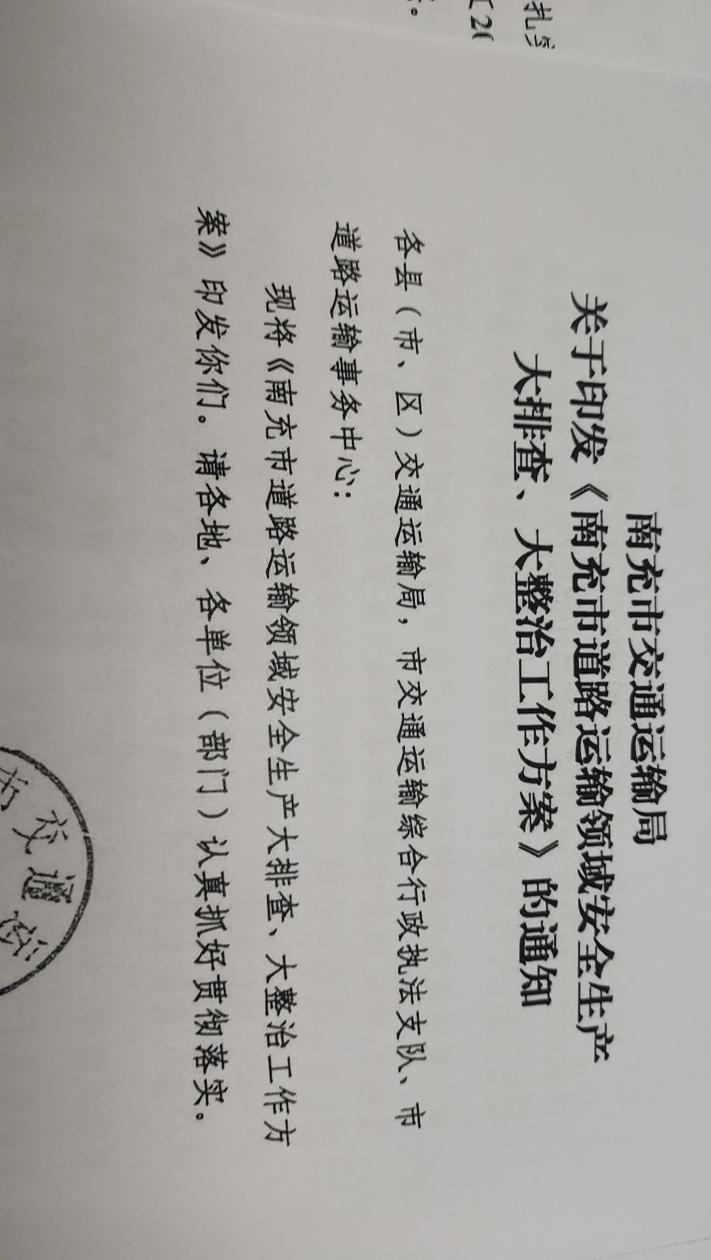 南充市交通运输局
关于印发《南充市道路运输领域安全生产
大排查、大整治工作方案》的通知
各县（市、区）交通运输局，市交通运输综合行政执法支队、市
道路运输事务中心：
现将《南充市道路运输领域安全生产大排查、大整治工作方
案》印发你们。请各地、各单位（部门）认真抓好贯彻落实。
市交通运